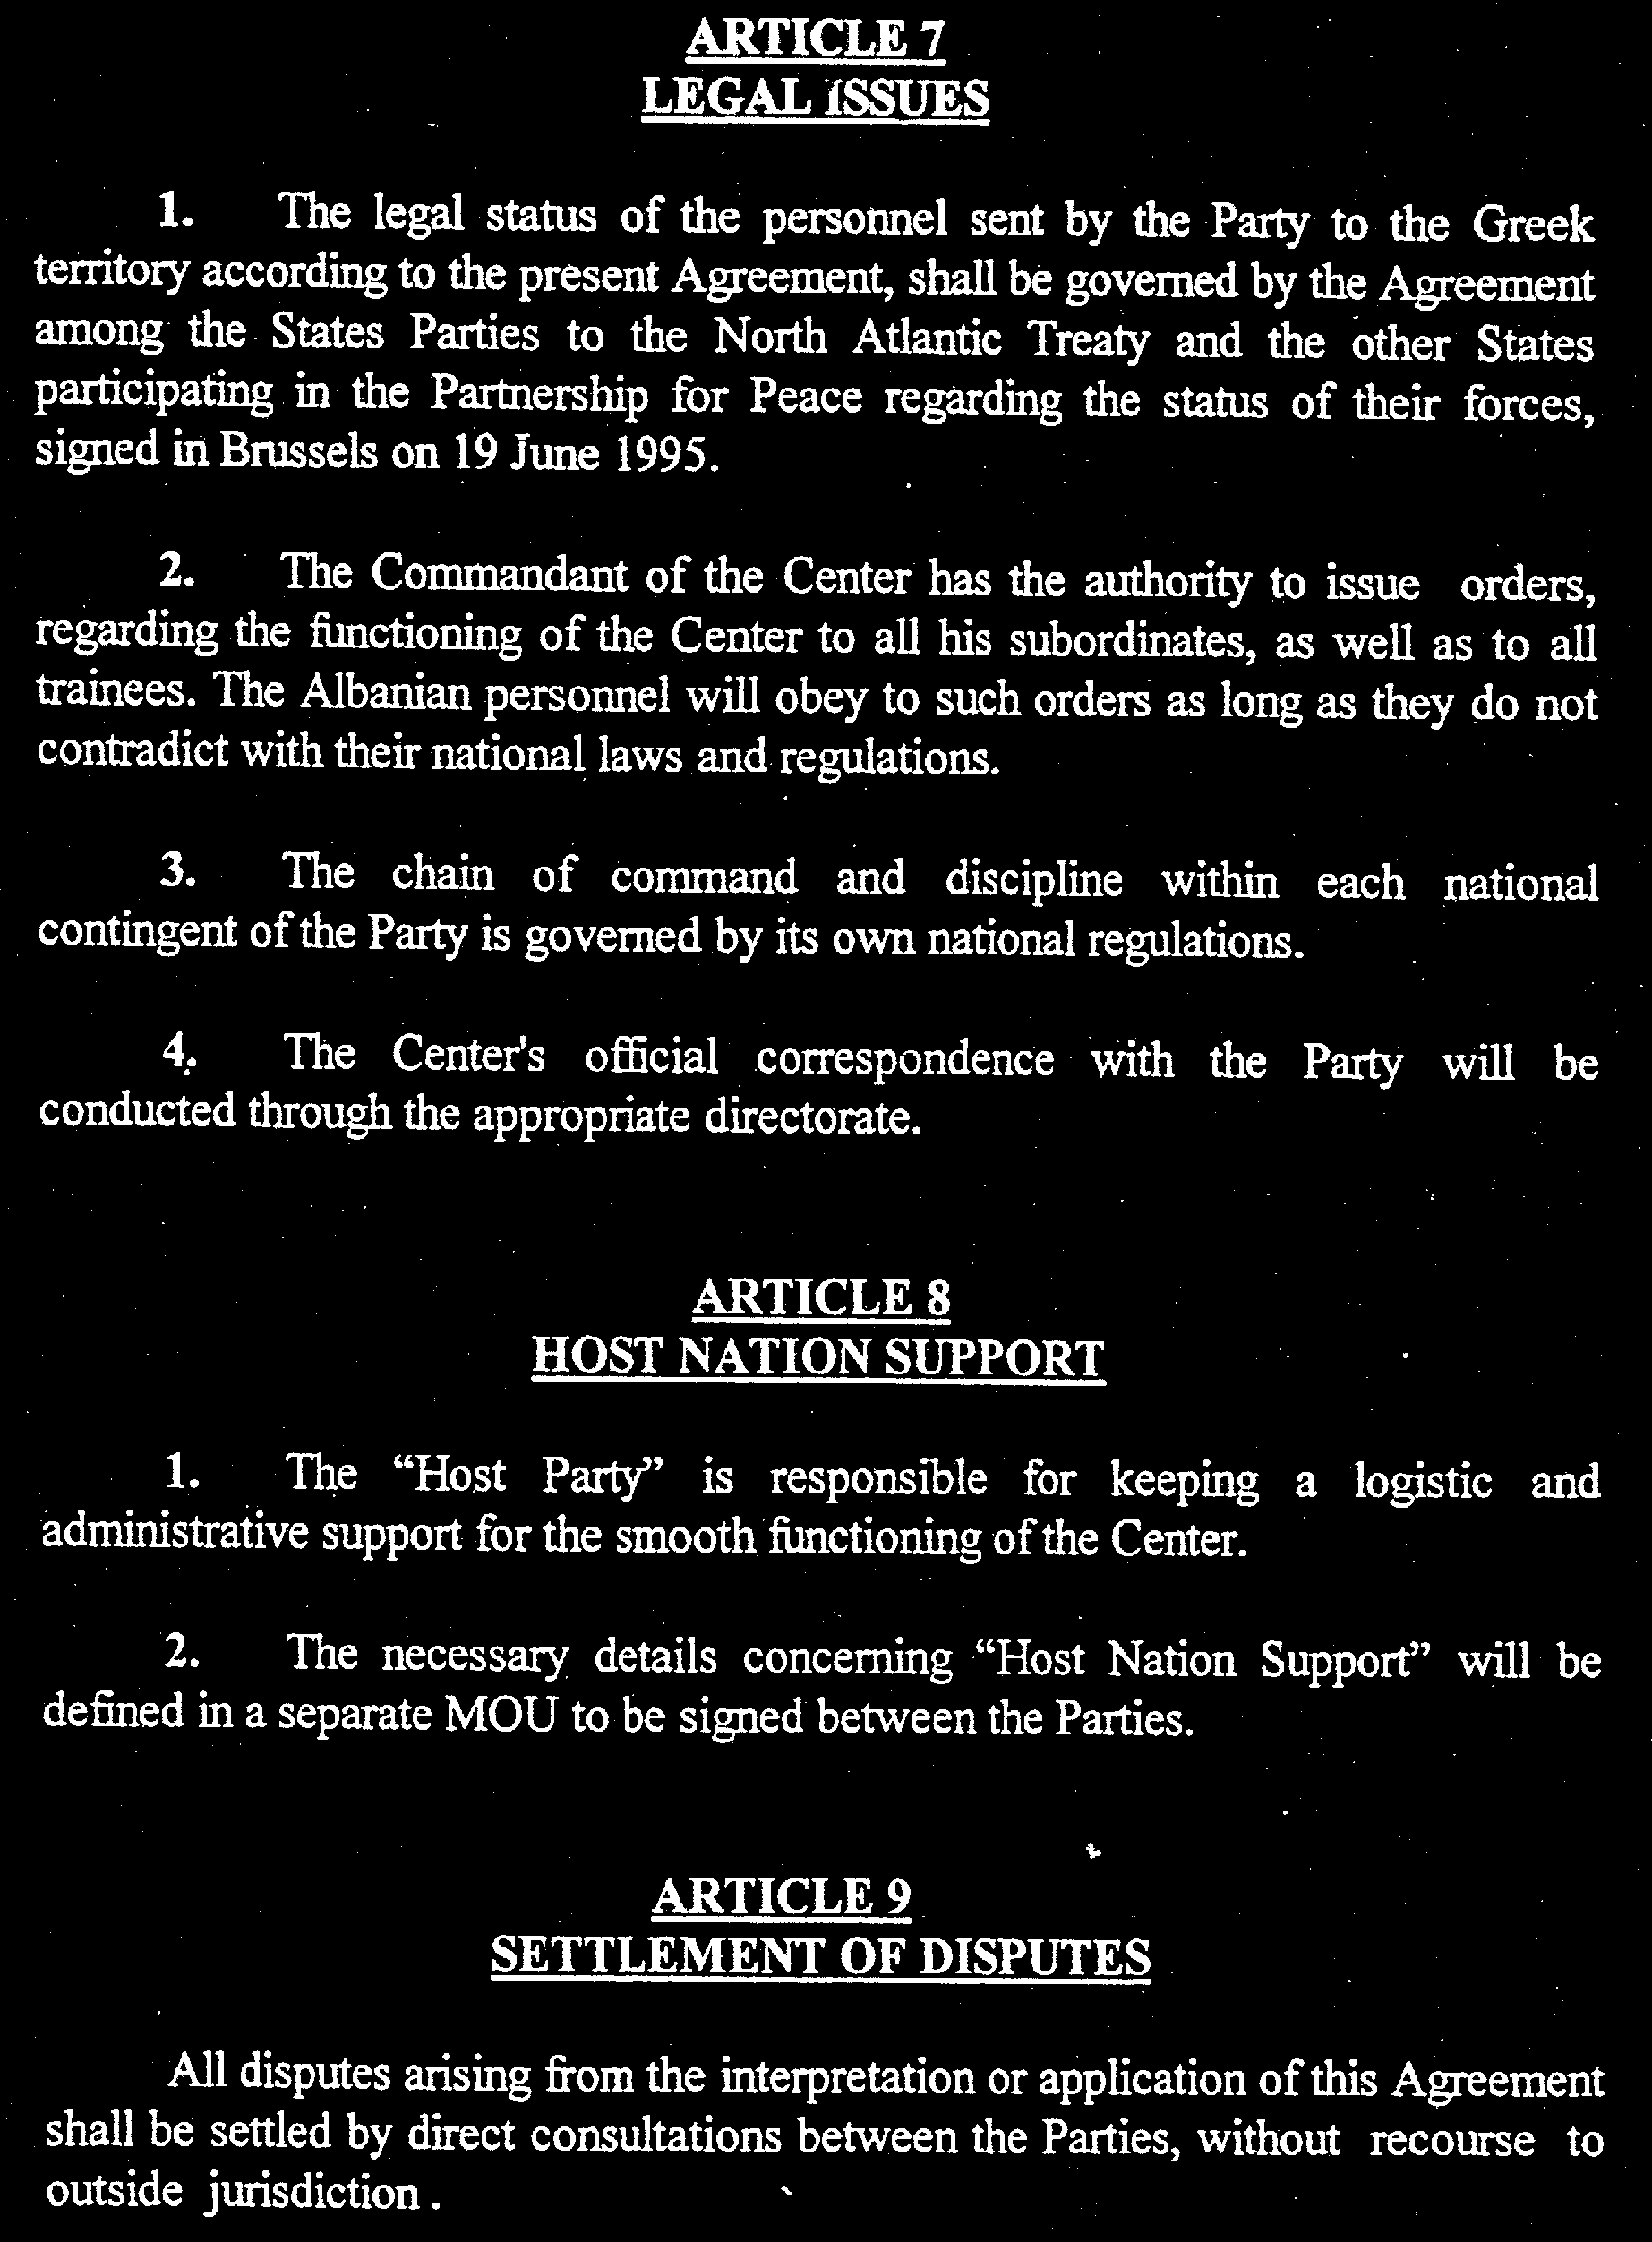 ARTICLE 7
LEGAL ISSUES
1. The legal status of the personnel sent by the Party to the Greek
territory according to the present Agreement, shall be governed by the Agreement
among the States Parties to the North Atlantic Treaty and the other States
participating in the Partnership for Peace regarding the status of their forces,
signed in Brussels on 19 June 1995.
2. The Commandant of the Center has the authority to issue orders,
regarding the functioning of the Center to all his subordinates, as well as to all
trainees. The Albanian personnel will obey to such orders as long as they do not
contradict with their national laws and regulations.
3. The chain of command and discipline within each national
contingent of the Party is governed by its own national regulations.
4. The Center's official correspondence with the Party will be
conducted through the appropriate directorate.
ARTICLE 8
HOST NATION SUPPORT
1. The “Host Party” is responsible for keeping a logistic and
administrative support for the smooth functioning of the Center.
2. The necessary details concerning “Host Nation Support” will be
defined in a separate MOU to be signed between the Parties.
ARTICLE 9
SETTLEMENT OF DISPUTES
All disputes arising from the interpretation or application of this Agreement
shall be settled by direct consultations between the Parties, without recourse to
outside jurisdiction .